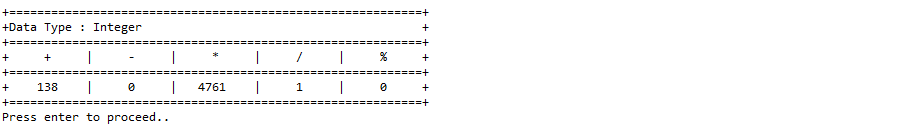 +===========================================================+
+Data Type : Integer                                        +
+===========================================================+
+     +     |     -     |     *     |     /     |     %     +
+===========================================================+
+    138    |     0     |   4761    |     1     |     0     +
+===========================================================+
Press enter to proceed..